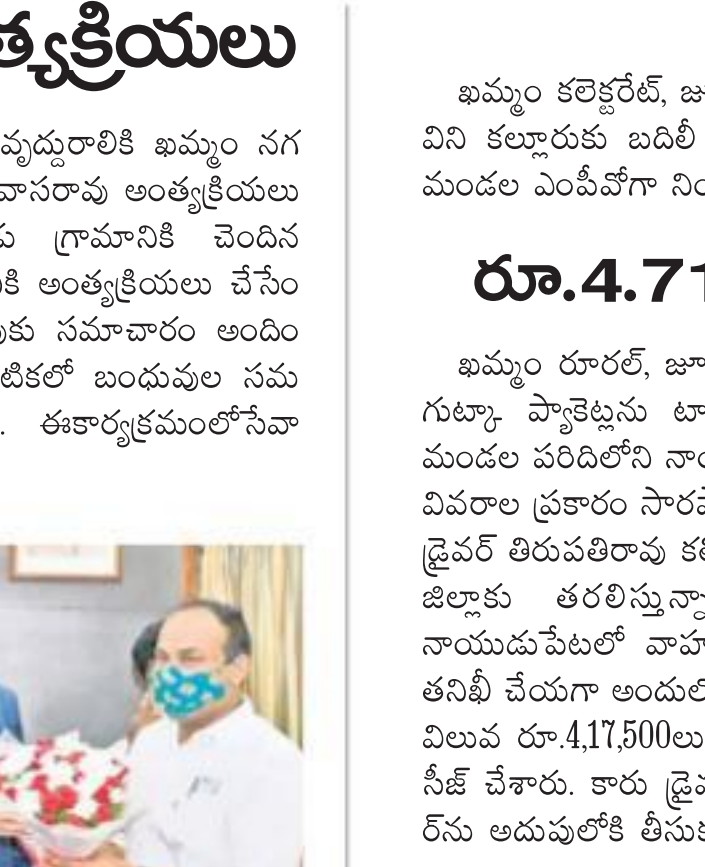 త్యక్రియలు
వృద్ధురాలికి ఖమ్మం నగ
వాసరావు అంత్యక్రియలు
గ్రామానికి చెందిన
కి అంత్యక్రియలు చేసేం
కు సమాచారం అందిం
టికలో బంధువుల సమ
. ఈకార్యక్రమంలోసేవా
ఖమ్మం కలెక్టరేట్, జూ
విని కల్లూరుకు బదిలీ
మండల ఎంపీవోగా నిం
రూ.4.71
ఖమ్మం రూరల్, జూ
గుట్కా ప్యాకెట్లను టా
మండల పరిదిలోని నాం
వివరాల ప్రకారం సార
డ్రైవర్ తిరుపతిరావు కళ
జిల్లాకు తరలిస్తున్నా
నాయుడుపేటలో వాహ
తనిఖీ చేయగా అందులో
విలువ రూ.4,17,500లు
సీజ్ చేశారు. కారు డ్రైవ
ర్‌ను అదుపులోకి తీసుక